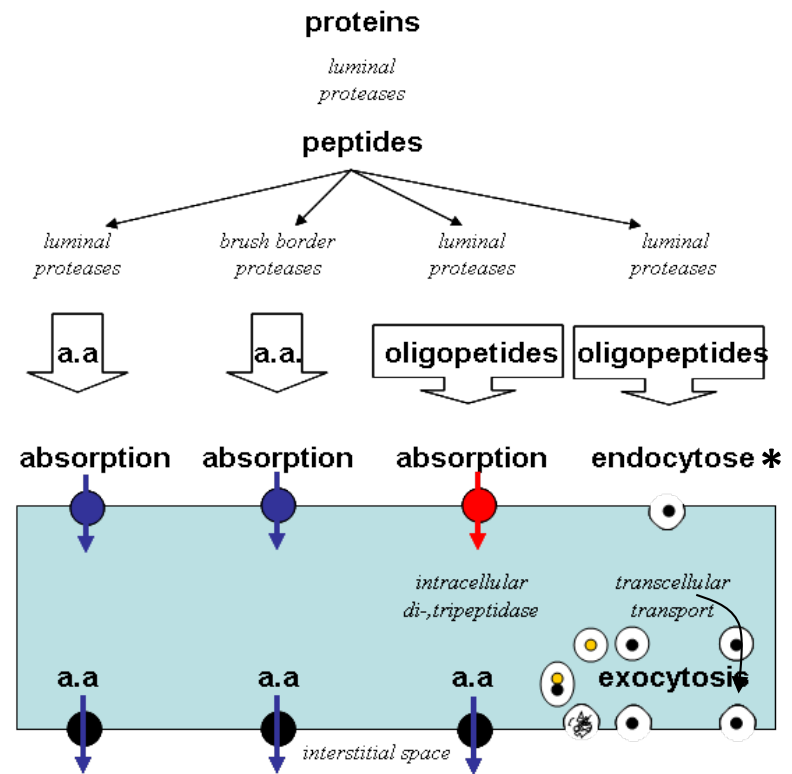 proteins
luminal
proteases
peptides
luminal
proteases
brush border
proteases
luminal
proteases
luminal
proteases
a.a
a.a.
oligopetides
oligopeptides
absorption
absorption
absorption
endocytose *
intracellular
di-,tripeptidase
transcellular
transport
a.a
a.a
a.a
exocytosis
interstitial space